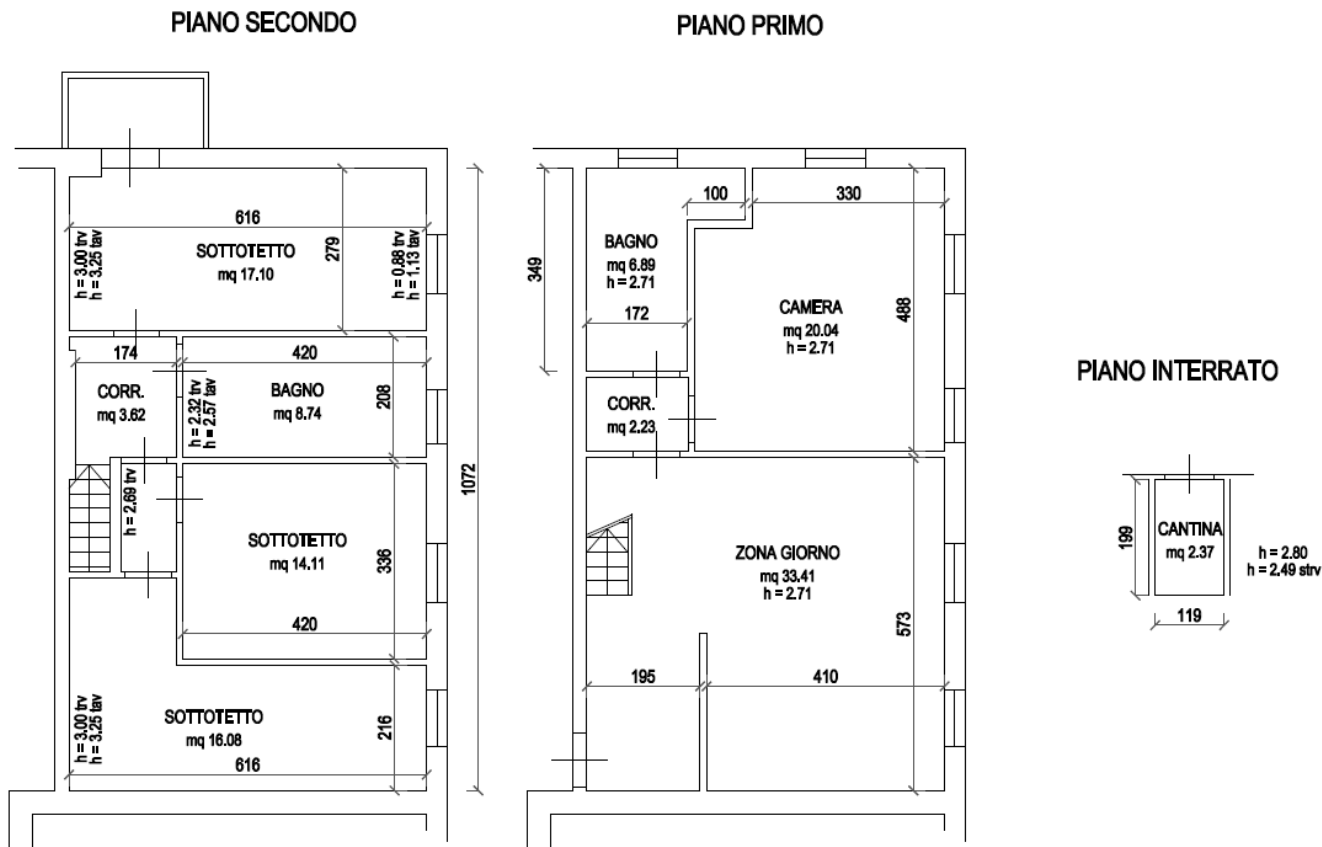 PIANO SECONDO
616
SOTTOTETTO
mq 17.10
279
h = 3.00 trv
h = 3.25 tav
h = 0.88 trv
h = 1.13 tav
174
420
CORR.
mq 3.62
BAGNO
mq 8.74
h = 2.32 trv
h = 2.57 tav
208
h = 2.69 trv
SOTTOTETTO
mq 14.11
336
420
1072
h = 3.00 trv
h = 3.25 tav
SOTTOTETTO
mq 16.08
216
616
PIANO PRIMO
100
330
349
BAGNO
mq 6.89
h = 2.71
172
CAMERA
mq 20.04
h = 2.71
488
CORR.
mq 2.23
ZONA GIORNO
mq 33.41
h = 2.71
573
195
410
PIANO INTERRATO
199
CANTINA
mq 2.37
h = 2.80
h = 2.49 strv
119